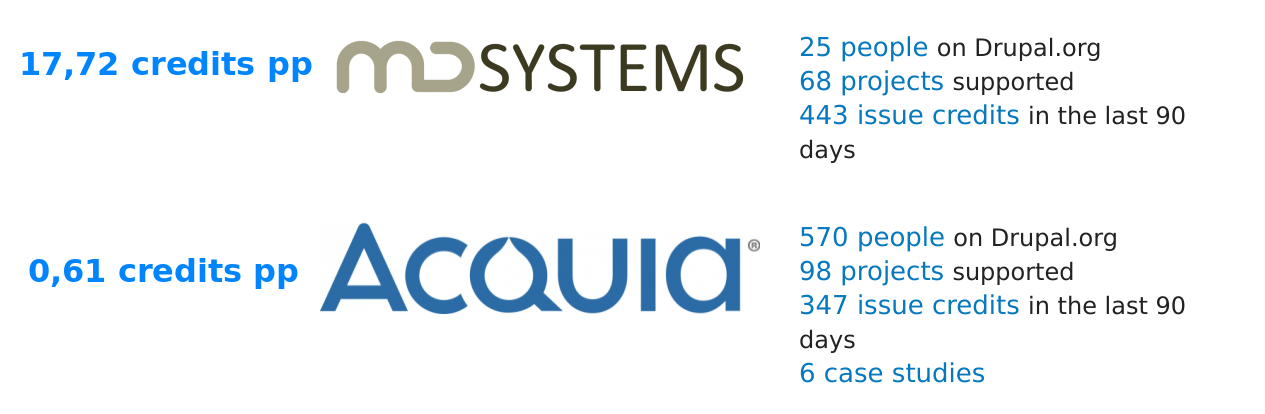 17,72 credits pp
MD SYSTEMS
25 people on Drupal.org
68 projects supported
443 issue credits in the last 90
days
0,61 credits pp
ACQUIA®
570 people on Drupal.org
98 projects supported
347 issue credits in the last 90
days
6 case studies